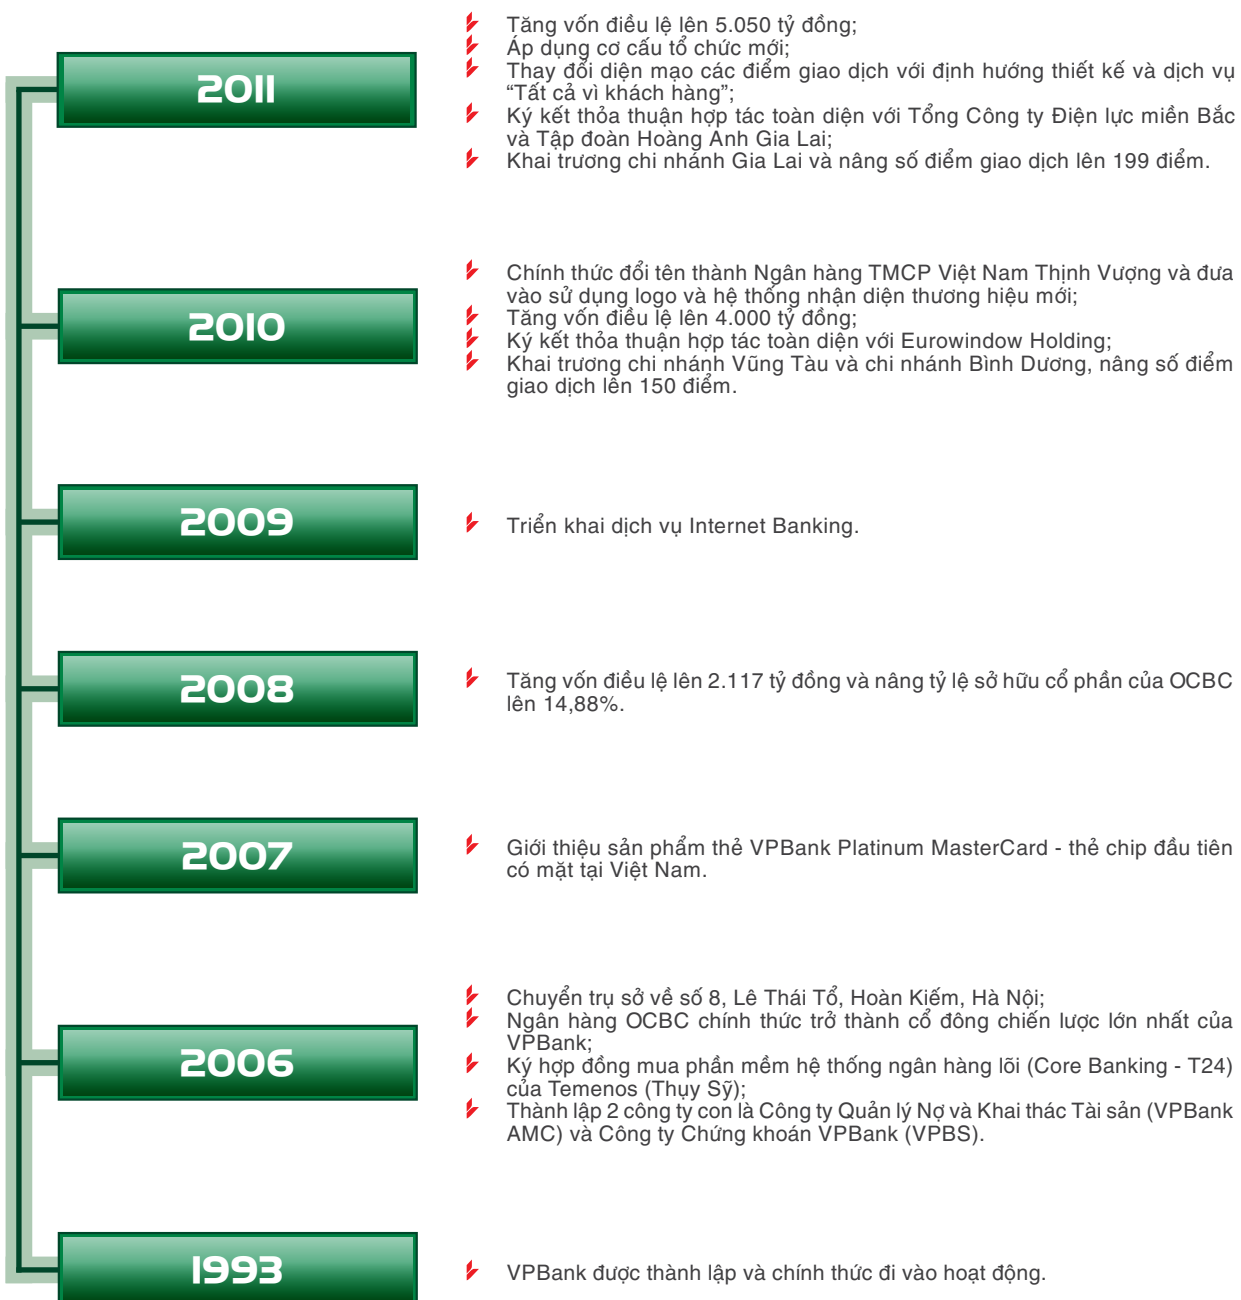 2011
Tăng vốn điều lệ lên 5.050 tỷ đồng;
Áp dụng cơ cấu tổ chức mới;
Thay đổi diện mạo các điểm giao dịch với định hướng thiết kế và dịch vụ
“Tất cả vì khách hàng”;
Ký kết thỏa thuận hợp tác toàn diện với Tổng Công ty Điện lực miền Bắc
và Tập đoàn Hoàng Anh Gia Lai;
Khai trương chi nhánh Gia Lai và nâng số điểm giao dịch lên 199 điểm.
2010
Chính thức đổi tên thành Ngân hàng TMCP Việt Nam Thịnh Vượng và đưa
vào sử dụng logo và hệ thống nhận diện thương hiệu mới;
Tăng vốn điều lệ lên 4.000 tỷ đồng;
Ký kết thỏa thuận hợp tác toàn diện với Eurowindow Holding;
Khai trương chi nhánh Vũng Tàu và chi nhánh Bình Dương, nâng số điểm
giao dịch lên 150 điểm.
2009
Triển khai dịch vụ Internet Banking.
2008
Tăng vốn điều lệ lên 2.117 tỷ đồng và nâng tỷ lệ sở hữu cổ phần của OCBC
lên 14,88%.
2007
Giới thiệu sản phẩm thẻ VPBank Platinum MasterCard - thẻ chip đầu tiên
có mặt tại Việt Nam.
2006
Chuyển trụ sở về số 8, Lê Thái Tổ, Hoàn Kiếm, Hà Nội;
Ngân hàng OCBC chính thức trở thành cổ đông chiến lược lớn nhất của
VPBank;
Ký hợp đồng mua phần mềm hệ thống ngân hàng lõi (Core Banking - T24)
của Temenos (Thụy Sỹ);
Thành lập 2 công ty con là Công ty Quản lý Nợ và Khai thác Tài sản (VPBank
AMC) và Công ty Chứng khoán VPBank (VPBS).
1993
VPBank được thành lập và chính thức đi vào hoạt động.